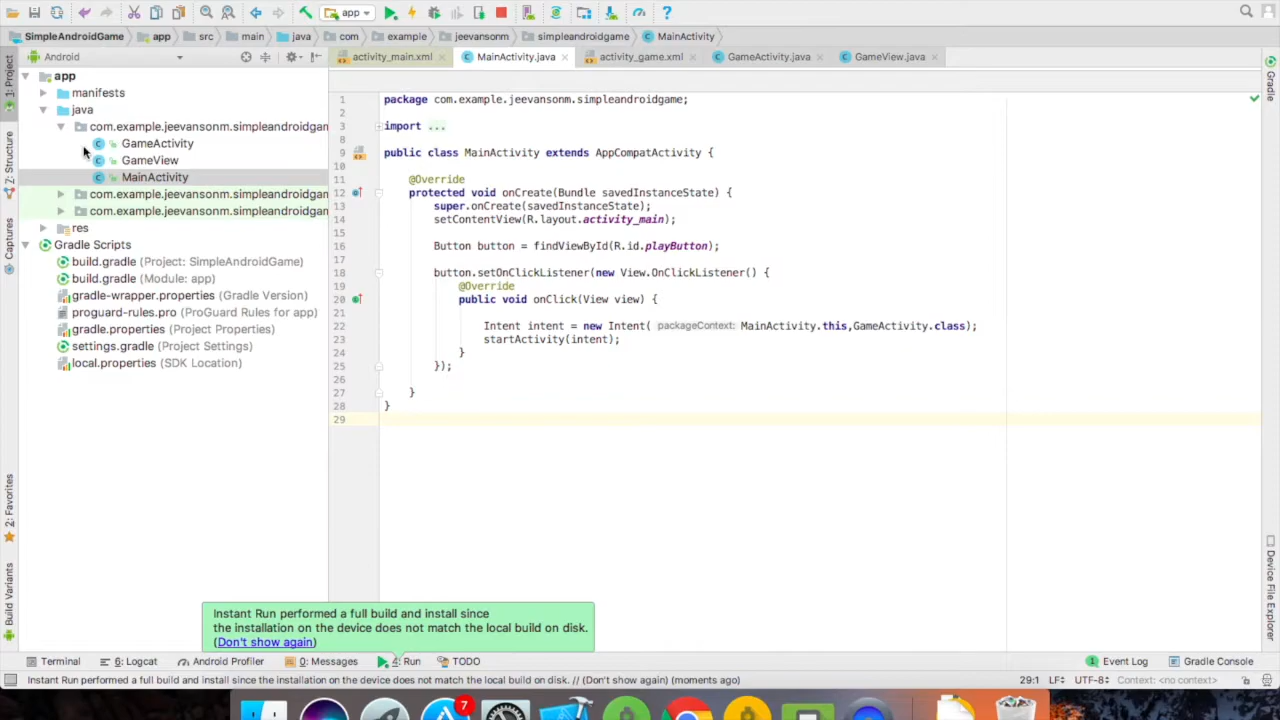 app
SimpleAndroidGame app src main java com example jeevansonm simpleandroidgame MainActivity
Android
activity_main.xml MainActivity.java activity_game.xml GameActivity.java GameView.java
1: Project
Z: Structure
Captures
2: Favorites
Build Variants
app
manifests
java
com.example.jeevansonm.simpleandroidgam
GameActivity
GameView
MainActivity
com.example.jeevansonm.simpleandroidgam
com.example.jeevansonm.simpleandroidgam
res
Gradle Scripts
build.gradle (Project: SimpleAndroidGame)
build.gradle (Module: app)
gradle-wrapper.properties (Gradle Version)
proguard-rules.pro (ProGuard Rules for app)
gradle.properties (Project Properties)
settings.gradle (Project Settings)
local.properties (SDK Location)
1 package com.example.jeevansonm.simpleandroidgame;
2
3 import ...
8
9 public class MainActivity extends AppCompatActivity {
10
11 @Override
12 protected void onCreate(Bundle savedInstanceState) {
13 super.onCreate(savedInstanceState);
14 setContentView(R.layout.activity_main);
15
16 Button button = findViewById(R.id.playButton);
17
18 button.setOnClickListener(new View.OnClickListener() {
19 @Override
20 public void onClick(View view) {
21
22 Intent intent = new Intent( packageContext: MainActivity.this,GameActivity.class);
23 startActivity(intent);
24 }
25 });
26
27 }
28 }
29
Gradle
Device File Explorer
Instant Run performed a full build and install since
the installation on the device does not match the local build on disk.
(Don't show again)
Terminal 6: Logcat Android Profiler 0: Messages 4: Run TODO Event Log Gradle Console
Instant Run performed a full build and install since the installation on the device does not match the local build on disk. // (Don't show again) (moments ago) 29:1 LF÷ UTF-8÷ Context: <no context>
7